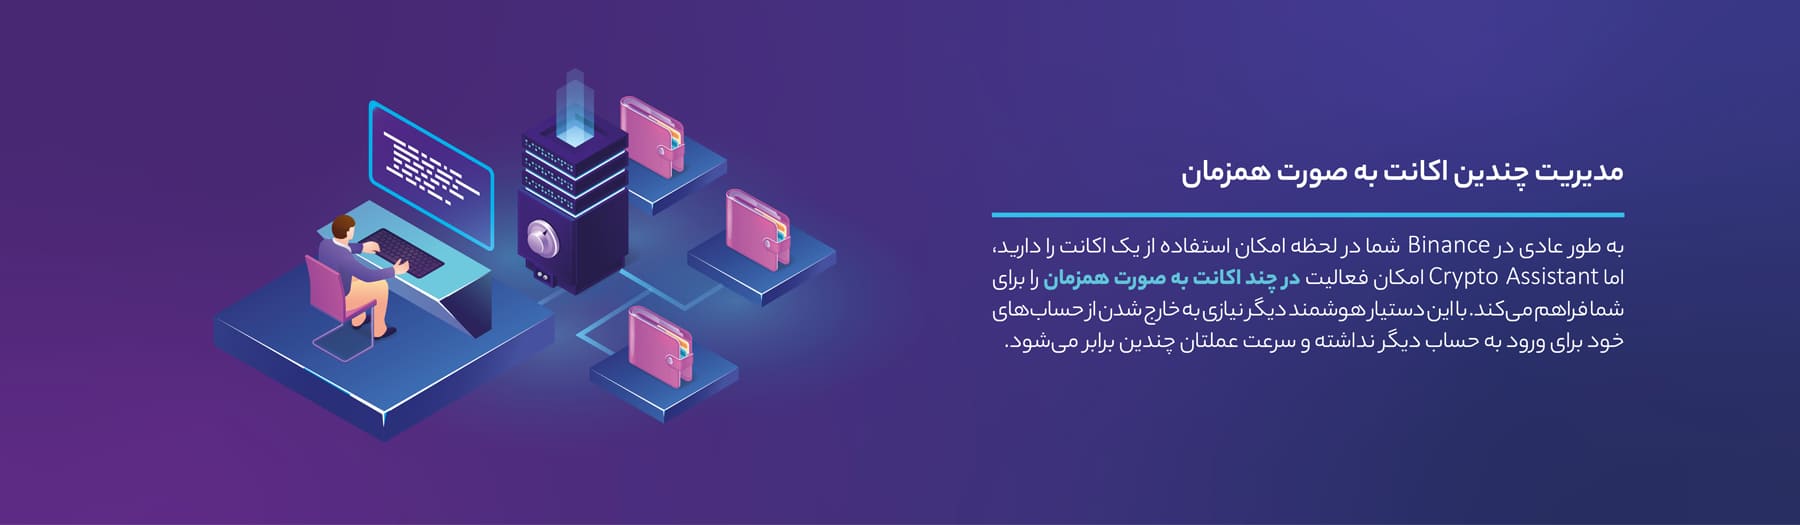 مدیریت چندین اکانت به صورت همزمان
به طور عادی در Binance شما در لحظه امکان استفاده از یک اکانت را دارید،
اما Crypto Assistant امکان فعالیت در چند اکانت به صورت همزمان را برای
شما فراهم می‌کند. با این دستیار هوشمند دیگر نیازی به خارج شدن از حساب‌های
خود برای ورود به حساب دیگر نداشته و سرعت عملتان چندین برابر می‌شود.